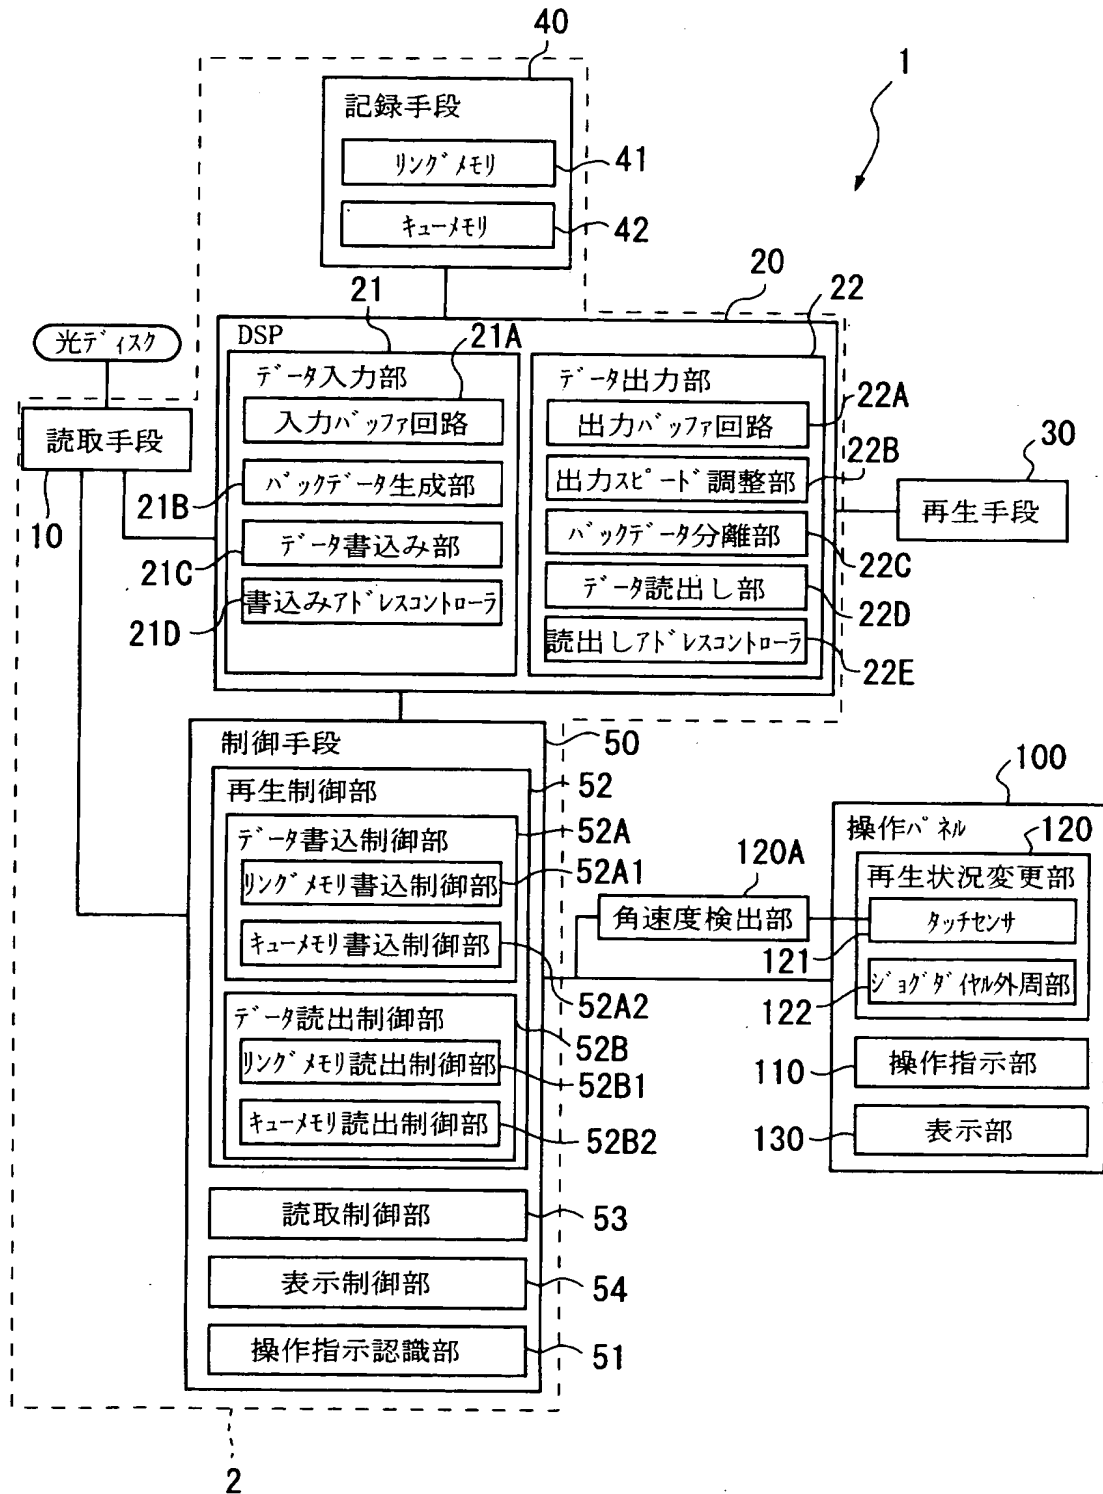 40
1
記録手段
リングメモリ
41
キューメモリ
42
20
21
22
光ディスク
DSP
21A
データ入力部
データ出力部
読取手段
入力バッファ回路
出力バッファ回路
22A
30
22B
21B
バックデータ生成部
出力スピード調整部
再生手段
10
データ書込み部
バックデータ分離部
21C
22C
書込みアドレスコントローラ
データ読出し部
21D
22D
読出しアドレスコントローラ
22E
制御手段
50
100
再生制御部
52
操作パネル
120
データ書込制御部
52A
120A
再生状況変更部
リングメモリ書込制御部
52A1
角速度検出部
タッチセンサ
キューメモリ書込制御部
121
52A2
ジョグダイヤル外周部
122
データ読出制御部
52B
リングメモリ読出制御部
52B1
110
操作指示部
キューメモリ読出制御部
52B2
130
表示部
読取制御部
53
表示制御部
54
操作指示認識部
51
2